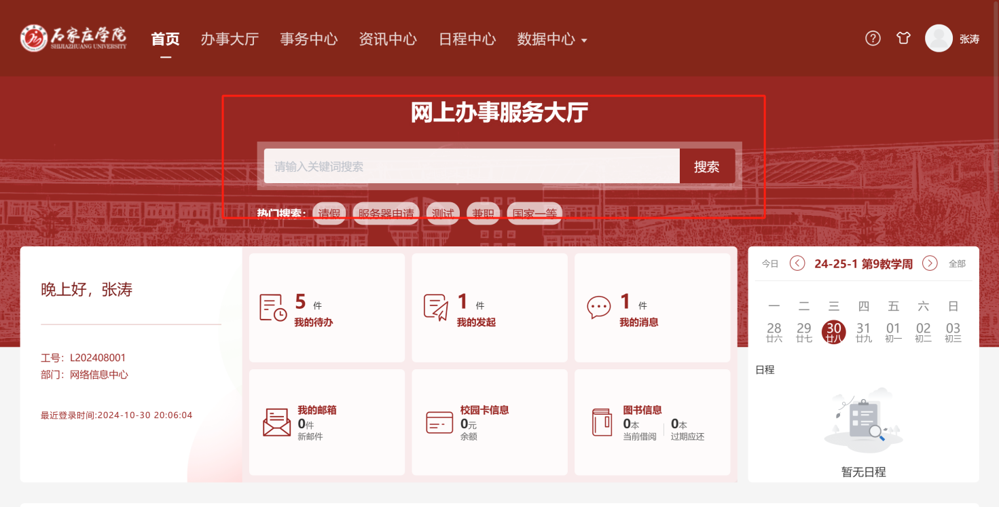 石家庄学院
SHIJIAZHUANG UNIVERSITY
首页 办事大厅 事务中心 资讯中心 日程中心 数据中心
张涛
网上办事服务大厅
请输入关键词搜索
搜索
热门搜索: 请假 服务器申请 测试 兼职 国家一等
晚上好，张涛
工号：L202408001
部门：网络信息中心
最近登录时间:2024-10-30 20:06:04
5 件
我的待办
1 件
我的发起
1 件
我的消息
我的邮箱
0件
新邮件
校园卡信息
0元
余额
图书信息
0本 0本
当前借阅 过期应还
今日 24-25-1 第9教学周 全部
一 二 三 四 五 六 日
28 29 30 31 01 02 03
廿六 廿七 廿八 廿九 初一 初二 初三
日程
暂无日程